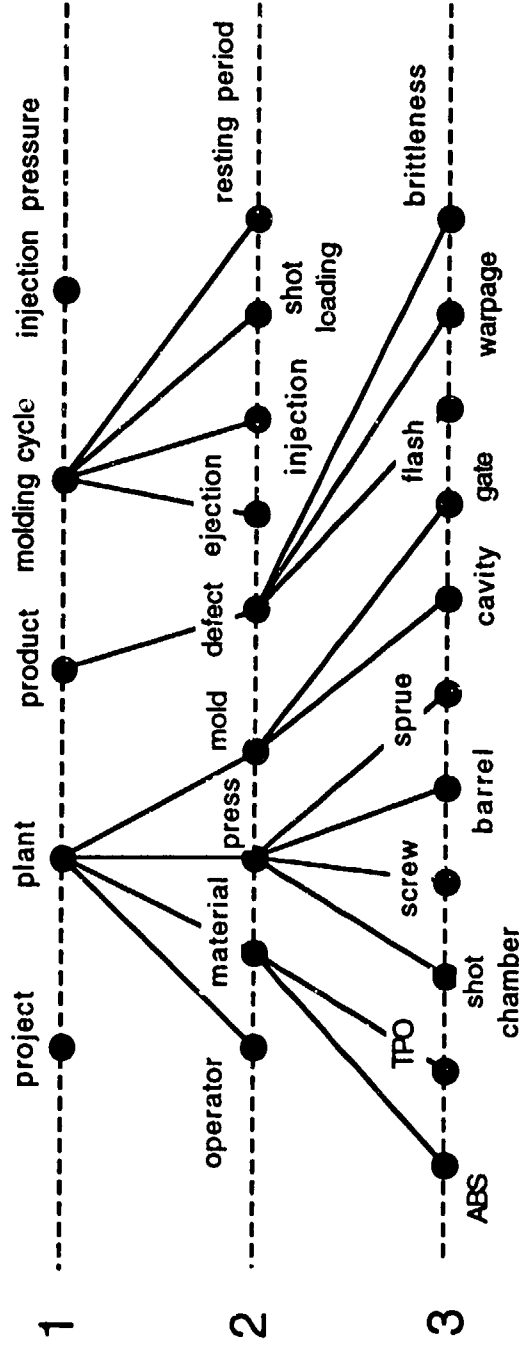 1
project
plant
product
molding cycle
injection pressure
2
operator
material
press
mold
defect
ejection
injection
shot
loading
resting period
3
ABS
TPO
shot
chamber
screw
barrel
sprue
cavity
gate
flash
warpage
brittleness